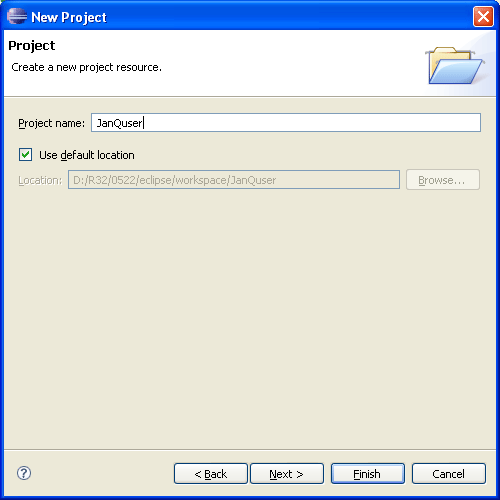 New Project
Project
Create a new project resource.
Project name: JanQuser
Use default location
Location: D:/R32/0522/eclipse/workspace/JanQuser Browse...
? < Back Next > Finish Cancel